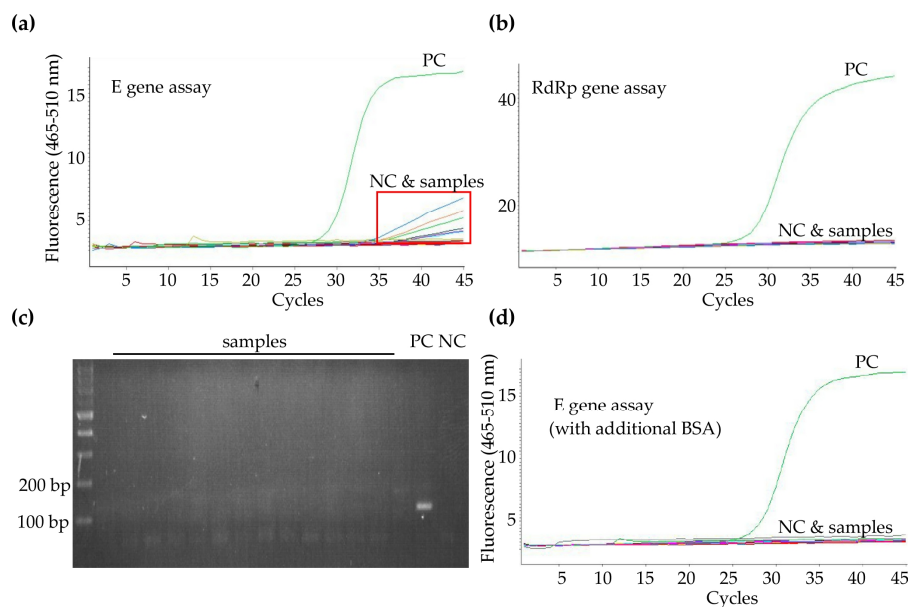 (a)
Fluorescence (465-510 nm)
15
10
5
E gene assay
PC
NC & samples
5 10 15 20 25 30 35 40 45
Cycles
(b)
40
20
RdRp gene assay
PC
NC & samples
5 10 15 20 25 30 35 40 45
Cycles
(c)
samples
PC NC
200 bp
100 bp
(d)
Fluorescence (465-510 nm)
15
10
5
E gene assay
(with additional BSA)
PC
NC & samples
5 10 15 20 25 30 35 40 45
Cycles